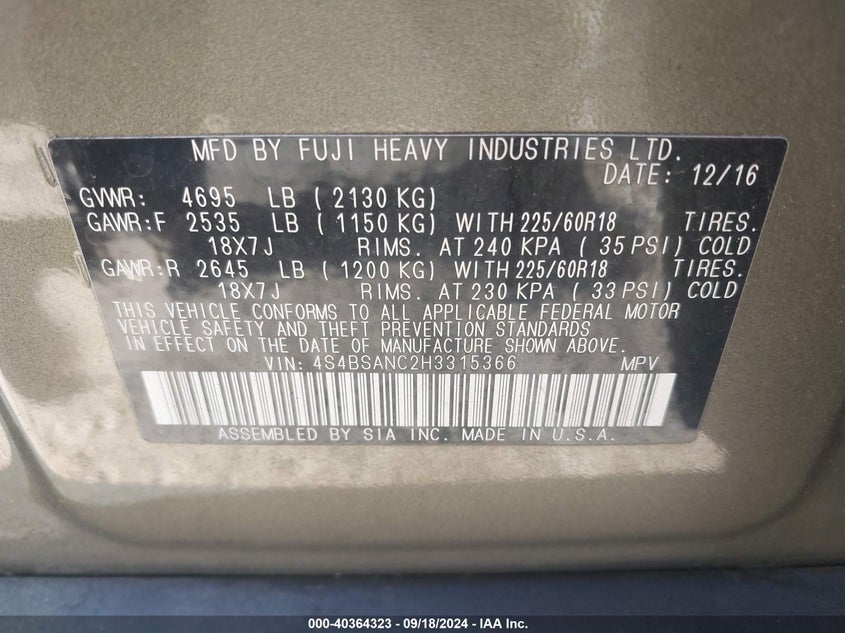 MFD BY FUJI HEAVY INDUSTRIES LTD.
DATE: 12/16
GVWR: 4695 LB ( 2130 KG)
GAWR:F 2535 LB ( 1150 KG) WITH 225/60R18 TIRES.
18X7J RIMS. AT 240 KPA ( 35 PSI) COLD
GAWR:R 2645 LB ( 1200 KG) WITH 225/60R18 TIRES.
18X7J RIMS. AT 230 KPA ( 33 PSI) COLD
THIS VEHICLE CONFORMS TO ALL APPLICABLE FEDERAL MOTOR
VEHICLE SAFETY AND THEFT PREVENTION STANDARDS
IN EFFECT ON THE DATE OF MANUFACTURE SHOWN ABOVE.
VIN: 4S4BSANC2H3315366 MPV
ASSEMBLED BY SIA INC. MADE IN U.S.A.
000-40364323 - 09/18/2024 - IAA Inc.